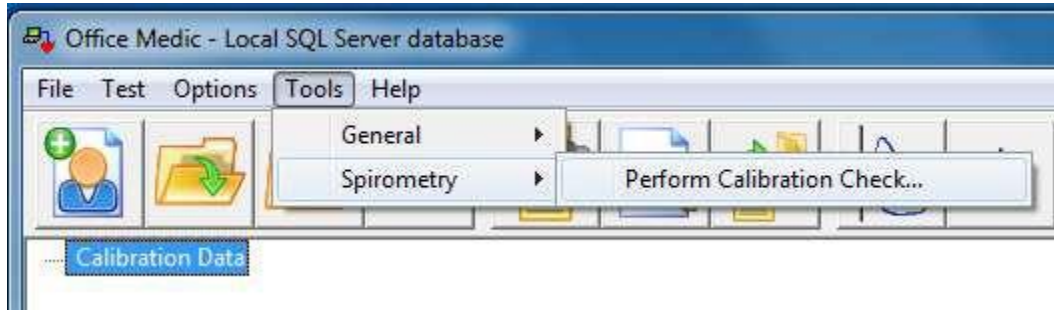 Office Medic - Local SQL Server database
File Test Options Tools Help
General
Spirometry Perform Calibration Check...
Calibration Data